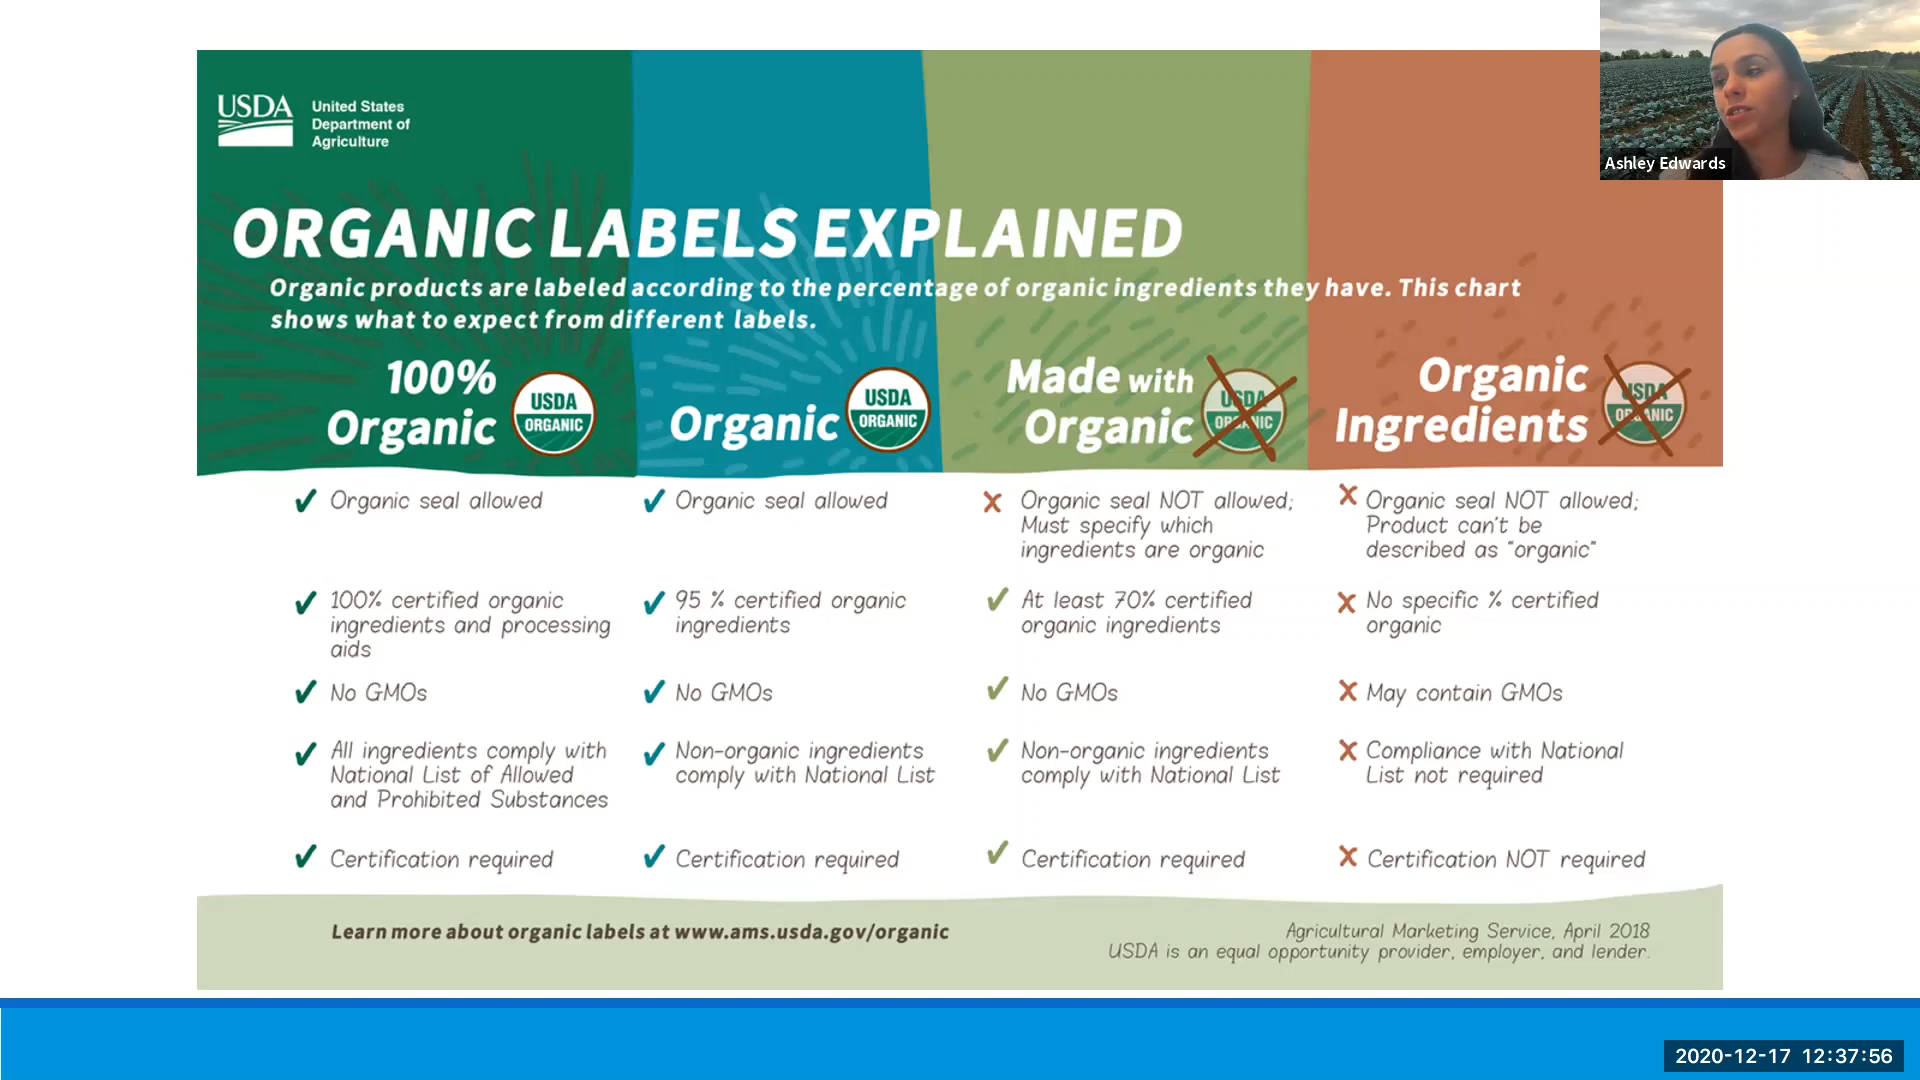 USDA
United States
Department of
Agriculture
Ashley Edwards
ORGANIC LABELS EXPLAINED
Organic products are labeled according to the percentage of organic ingredients they have. This chart
shows what to expect from different labels.
100%
Organic
USDA
ORGANIC
Organic
USDA
ORGANIC
Made with
Organic
USDA
ORGANIC
Organic
Ingredients
USDA
ORGANIC
Organic seal allowed
100% certified organic
ingredients and processing
aids
No GMOs
All ingredients comply with
National List of Allowed
and Prohibited Substances
Certification required
Organic seal allowed
95 % certified organic
ingredients
No GMOs
Non-organic ingredients
comply with National List
Certification required
Organic seal NOT allowed;
Must specify which
ingredients are organic
At least 70% certified
organic ingredients
No GMOs
Non-organic ingredients
comply with National List
Certification required
Organic seal NOT allowed;
Product can't be
described as "organic"
No specific % certified
organic
May contain GMOs
Compliance with National
List not required
Certification NOT required
Learn more about organic labels at www.ams.usda.gov/organic
Agricultural Marketing Service, April 2018
USDA is an equal opportunity provider, employer, and lender.
2020-12-17 12:37:56